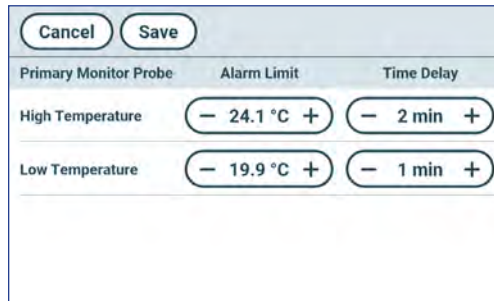 Cancel Save
Primary Monitor Probe Alarm Limit Time Delay
High Temperature − 24.1 °C + − 2 min +
Low Temperature − 19.9 °C + − 1 min +